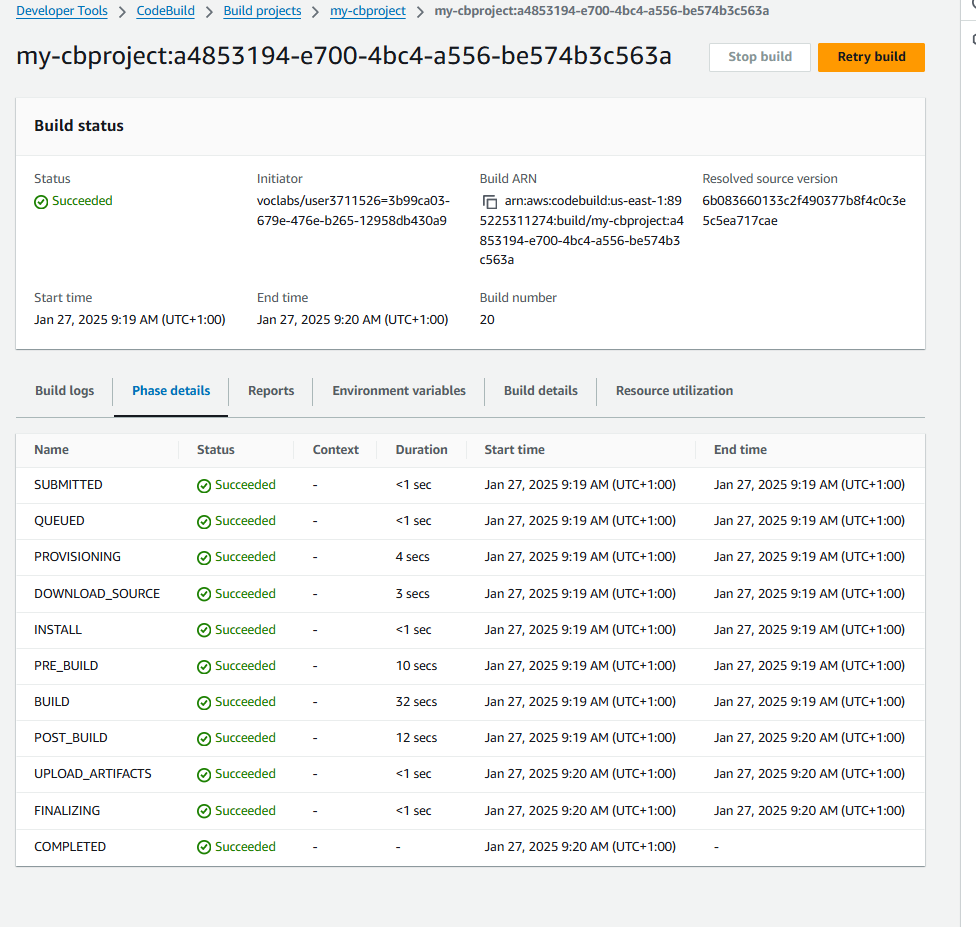 Developer Tools > CodeBuild > Build projects > my-cbproject > my-cbproject:a4853194-e700-4bc4-a556-be574b3c563a
my-cbproject:a4853194-e700-4bc4-a556-be574b3c563a
Stop build
Retry build
Build status
Status
Succeeded
Initiator
voclabs/user3711526=3b99ca03-
679e-476e-b265-12958db430a9
Build ARN
arn:aws:codebuild:us-east-1:89
5225311274:build/my-cbproject:a4
853194-e700-4bc4-a556-be574b3
c563a
Resolved source version
6b083660133c2f490377b8f4c0c3e
5c5ea717cae
Start time
Jan 27, 2025 9:19 AM (UTC+1:00)
End time
Jan 27, 2025 9:20 AM (UTC+1:00)
Build number
20
Build logs
Phase details
Reports
Environment variables
Build details
Resource utilization
Name Status Context Duration Start time End time
SUBMITTED Succeeded - <1 sec Jan 27, 2025 9:19 AM (UTC+1:00) Jan 27, 2025 9:19 AM (UTC+1:00)
QUEUED Succeeded - <1 sec Jan 27, 2025 9:19 AM (UTC+1:00) Jan 27, 2025 9:19 AM (UTC+1:00)
PROVISIONING Succeeded - 4 secs Jan 27, 2025 9:19 AM (UTC+1:00) Jan 27, 2025 9:19 AM (UTC+1:00)
DOWNLOAD_SOURCE Succeeded - 3 secs Jan 27, 2025 9:19 AM (UTC+1:00) Jan 27, 2025 9:19 AM (UTC+1:00)
INSTALL Succeeded - <1 sec Jan 27, 2025 9:19 AM (UTC+1:00) Jan 27, 2025 9:19 AM (UTC+1:00)
PRE_BUILD Succeeded - 10 secs Jan 27, 2025 9:19 AM (UTC+1:00) Jan 27, 2025 9:19 AM (UTC+1:00)
BUILD Succeeded - 32 secs Jan 27, 2025 9:19 AM (UTC+1:00) Jan 27, 2025 9:19 AM (UTC+1:00)
POST_BUILD Succeeded - 12 secs Jan 27, 2025 9:19 AM (UTC+1:00) Jan 27, 2025 9:20 AM (UTC+1:00)
UPLOAD_ARTIFACTS Succeeded - <1 sec Jan 27, 2025 9:20 AM (UTC+1:00) Jan 27, 2025 9:20 AM (UTC+1:00)
FINALIZING Succeeded - <1 sec Jan 27, 2025 9:20 AM (UTC+1:00) Jan 27, 2025 9:20 AM (UTC+1:00)
COMPLETED Succeeded - - Jan 27, 2025 9:20 AM (UTC+1:00) -